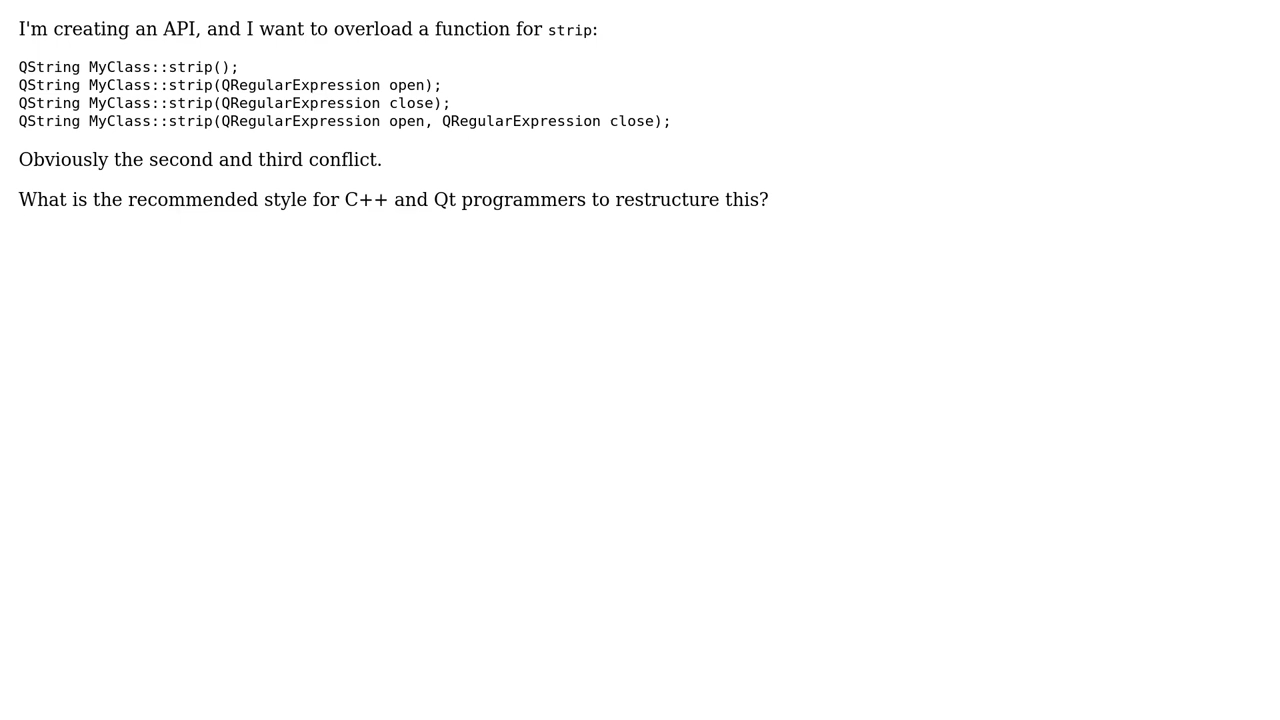 I'm creating an API, and I want to overload a function for strip:
QString MyClass::strip();
QString MyClass::strip(QRegularExpression open);
QString MyClass::strip(QRegularExpression close);
QString MyClass::strip(QRegularExpression open, QRegularExpression close);
Obviously the second and third conflict.
What is the recommended style for C++ and Qt programmers to restructure this?